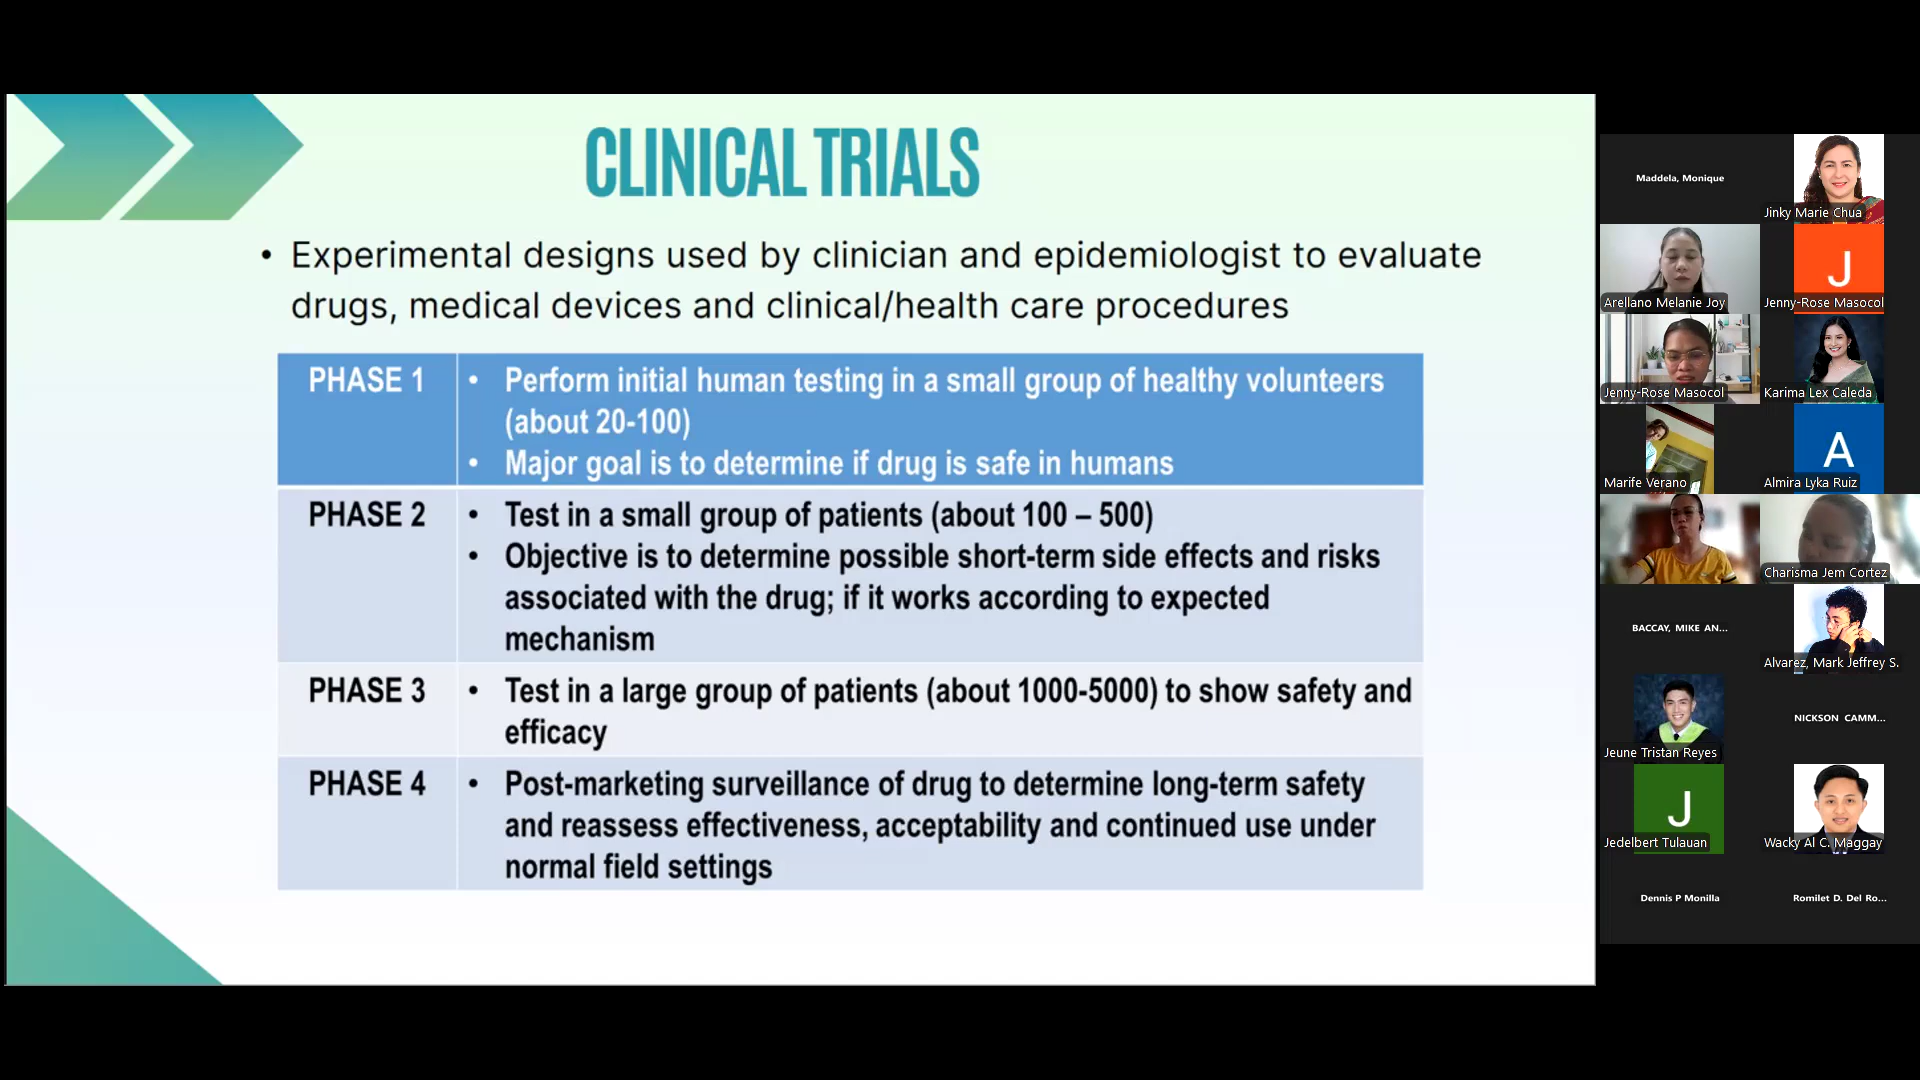 CLINICAL TRIALS
• Experimental designs used by clinician and epidemiologist to evaluate
drugs, medical devices and clinical/health care procedures
PHASE 1
• Perform initial human testing in a small group of healthy volunteers
(about 20-100)
• Major goal is to determine if drug is safe in humans
PHASE 2
• Test in a small group of patients (about 100 – 500)
• Objective is to determine possible short-term side effects and risks
associated with the drug; if it works according to expected
mechanism
PHASE 3
• Test in a large group of patients (about 1000-5000) to show safety and
efficacy
PHASE 4
• Post-marketing surveillance of drug to determine long-term safety
and reassess effectiveness, acceptability and continued use under
normal field settings
Maddela, Monique
Jinky Marie Chua
Arellano Melanie Joy
J
Jenny-Rose Masocol
Jenny-Rose Masocol
Karima Lex Caleda
Marife Verano
A
Almira Lyka Ruiz
Charisma Jem Cortez
BACCAY, MIKE AN...
Alvarez, Mark Jeffrey S.
Jeune Tristan Reyes
NICKSON CAMM...
J
Jedelbert Tulauan
Wacky Al C. Maggay
Dennis P Monilla
Romilet D. Del Ro...